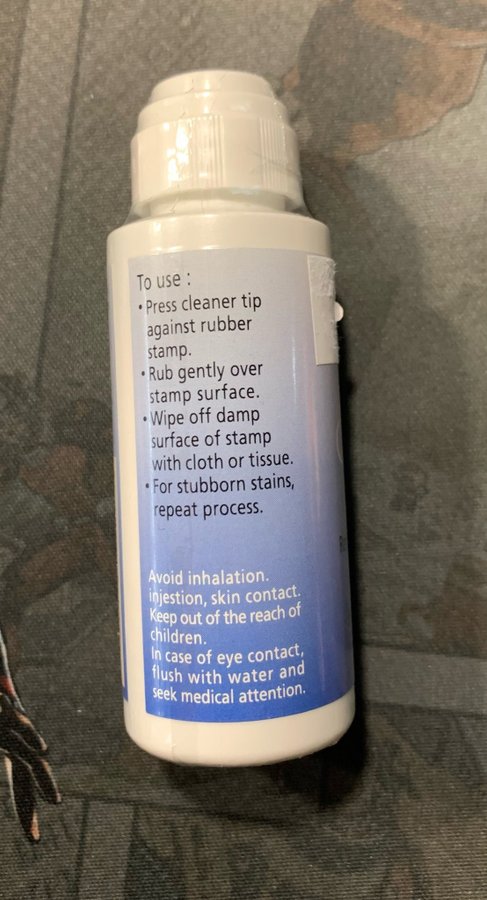 To use :
•Press cleaner tip
against rubber
stamp.
•Rub gently over
stamp surface.
•Wipe off damp
surface of stamp
with cloth or tissue.
•For stubborn stains,
repeat process.
Avoid inhalation.
injestion, skin contact.
Keep out of the reach of
children.
In case of eye contact,
flush with water and
seek medical attention.